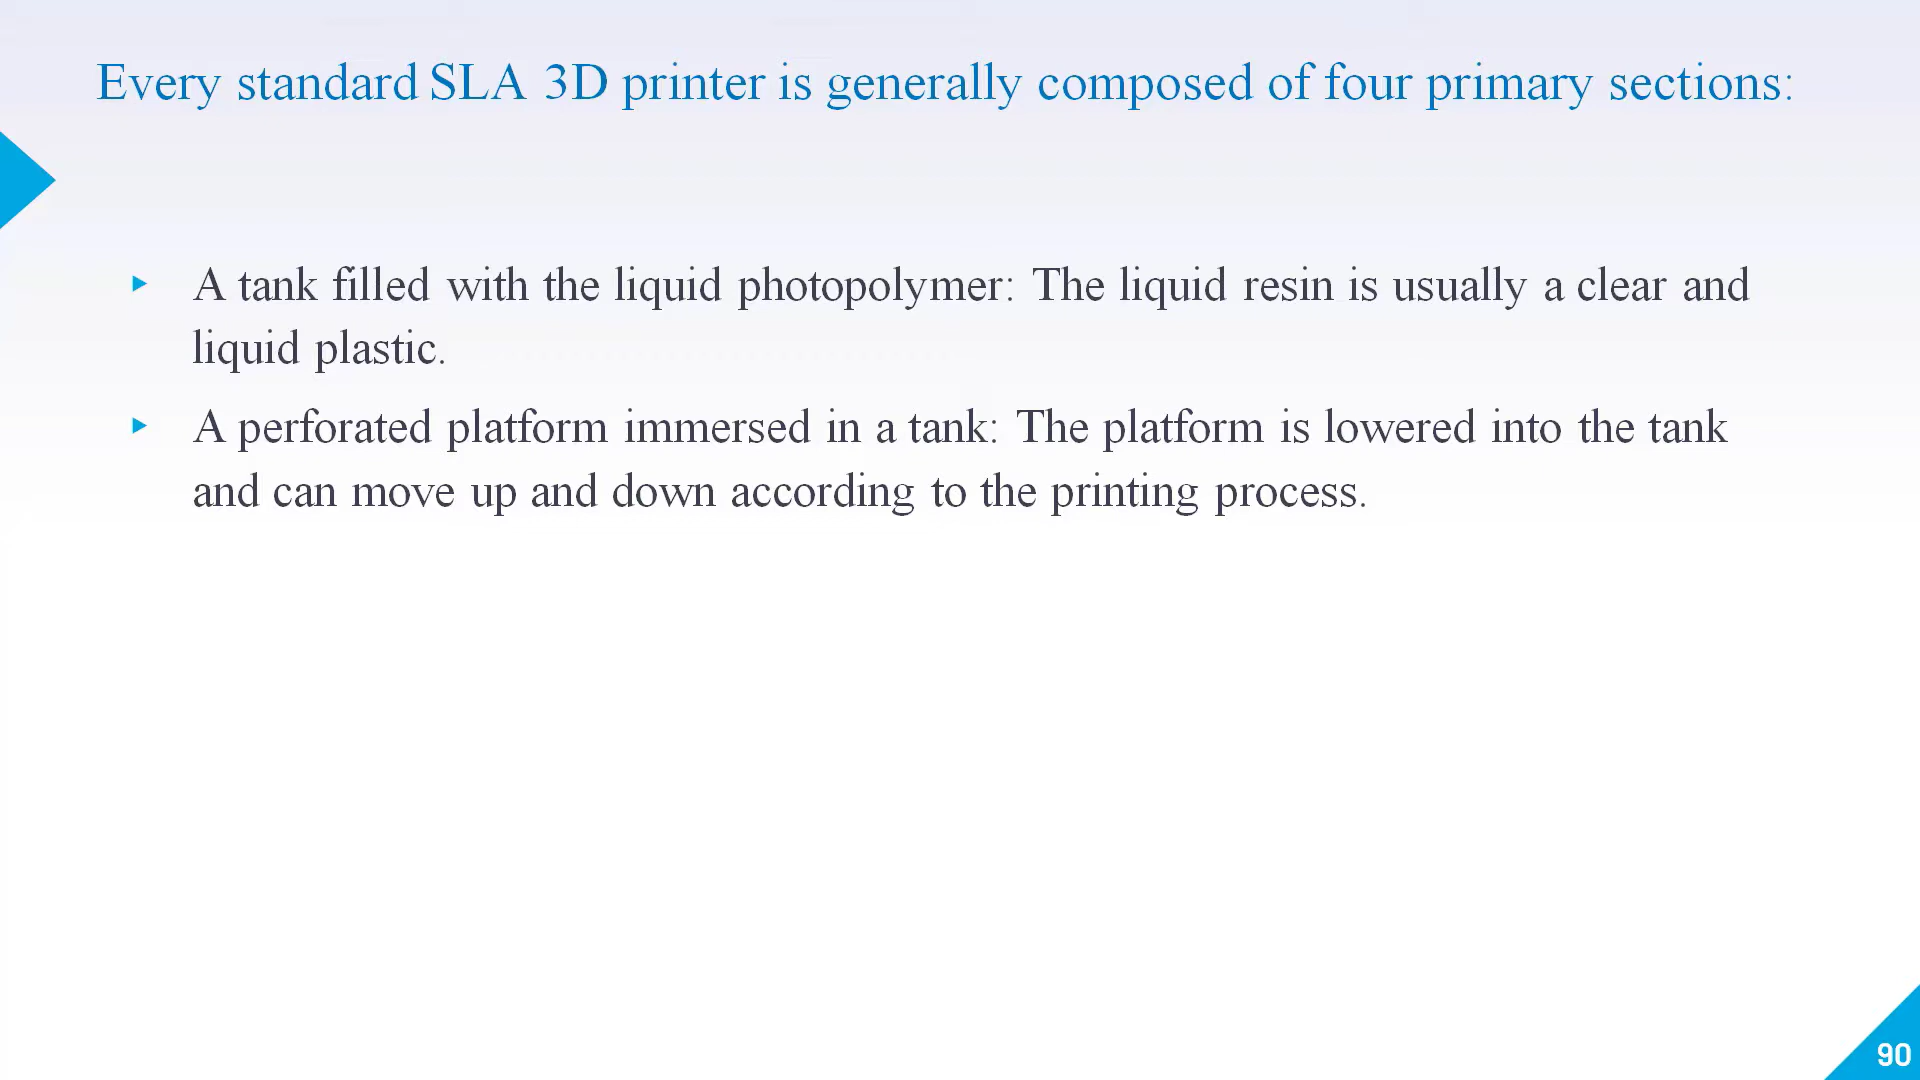 Every standard SLA 3D printer is generally composed of four primary sections:
▸ A tank filled with the liquid photopolymer: The liquid resin is usually a clear and
liquid plastic.
▸ A perforated platform immersed in a tank: The platform is lowered into the tank
and can move up and down according to the printing process.
90